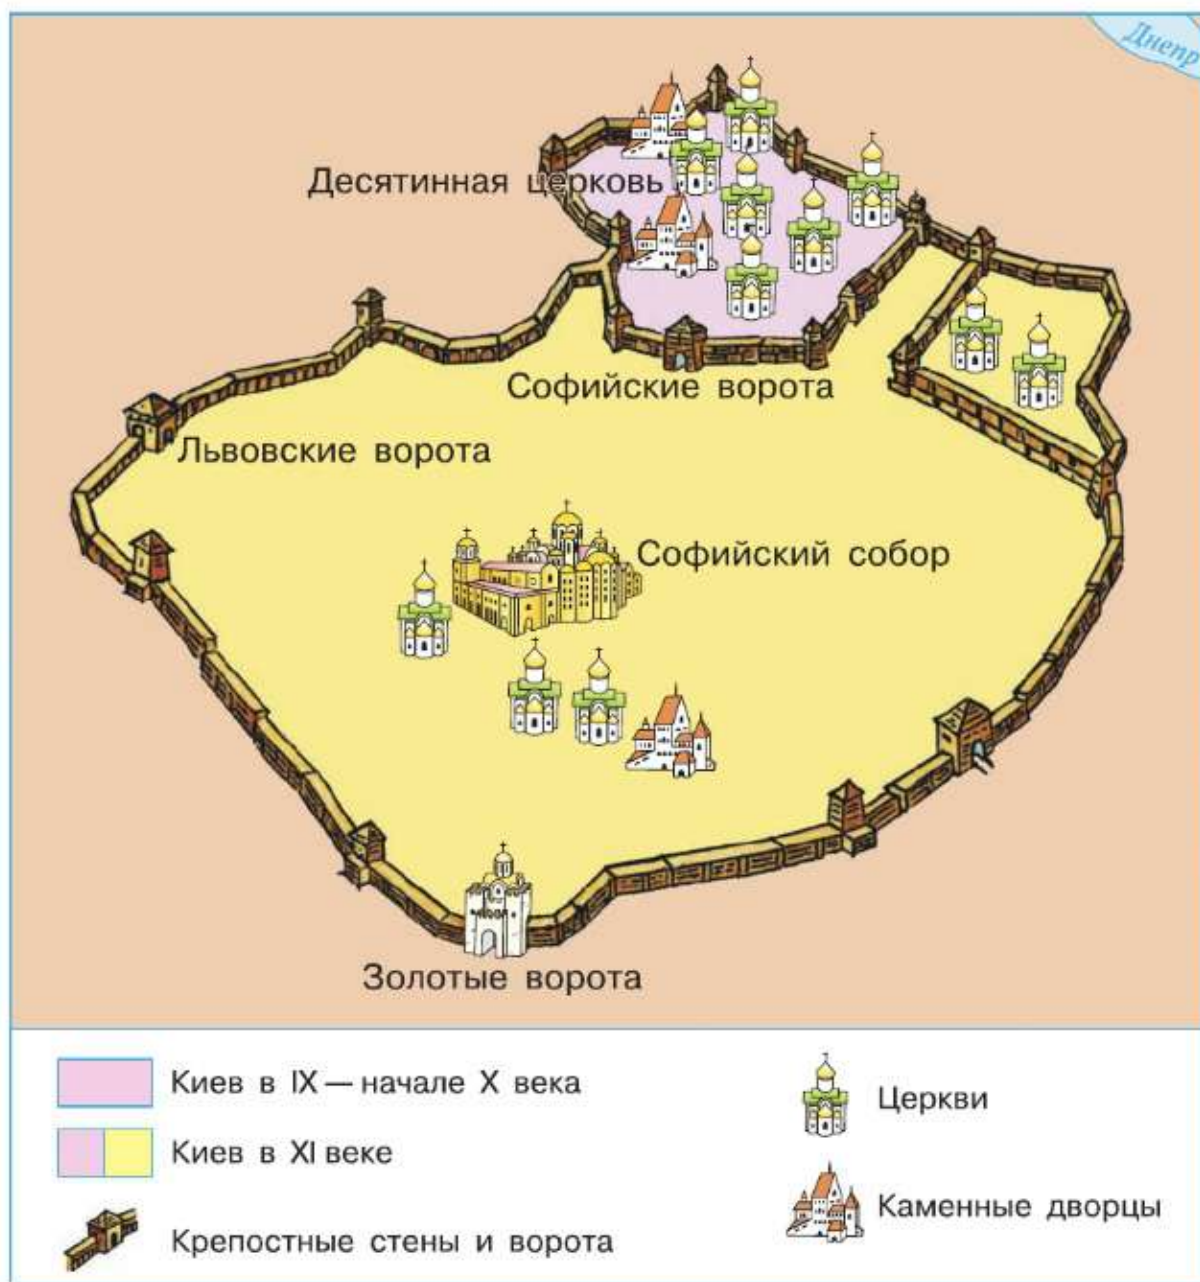 Днепр
Десятинная церковь
Софийские ворота
Львовские ворота
Софийский собор
Золотые ворота
Киев в IX — начале X века
Киев в XI веке
Крепостные стены и ворота
Церкви
Каменные дворцы